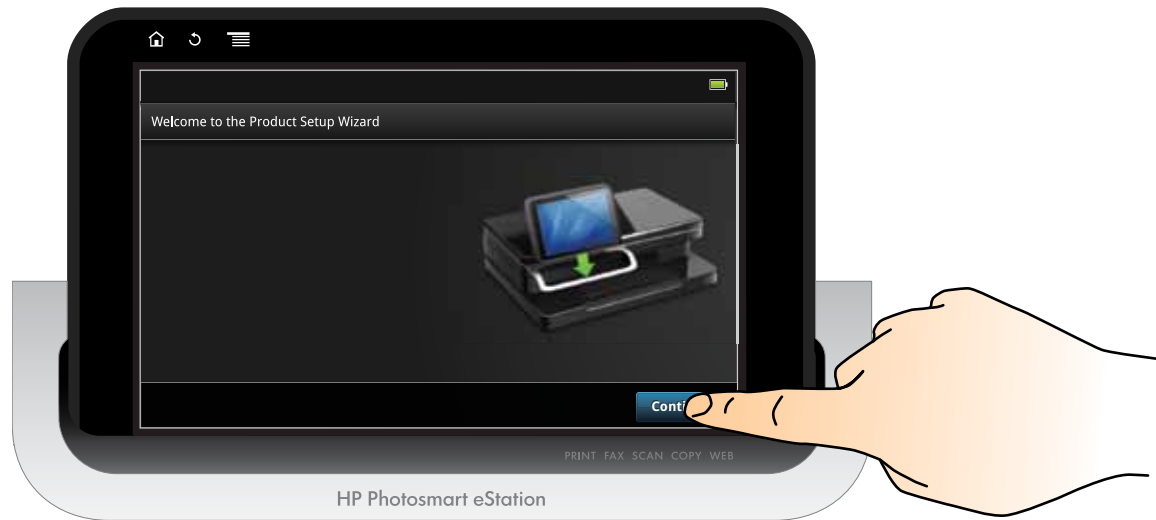 Welcome to the Product Setup Wizard
PRINT FAX SCAN COPY WEB
HP Photosmart eStation